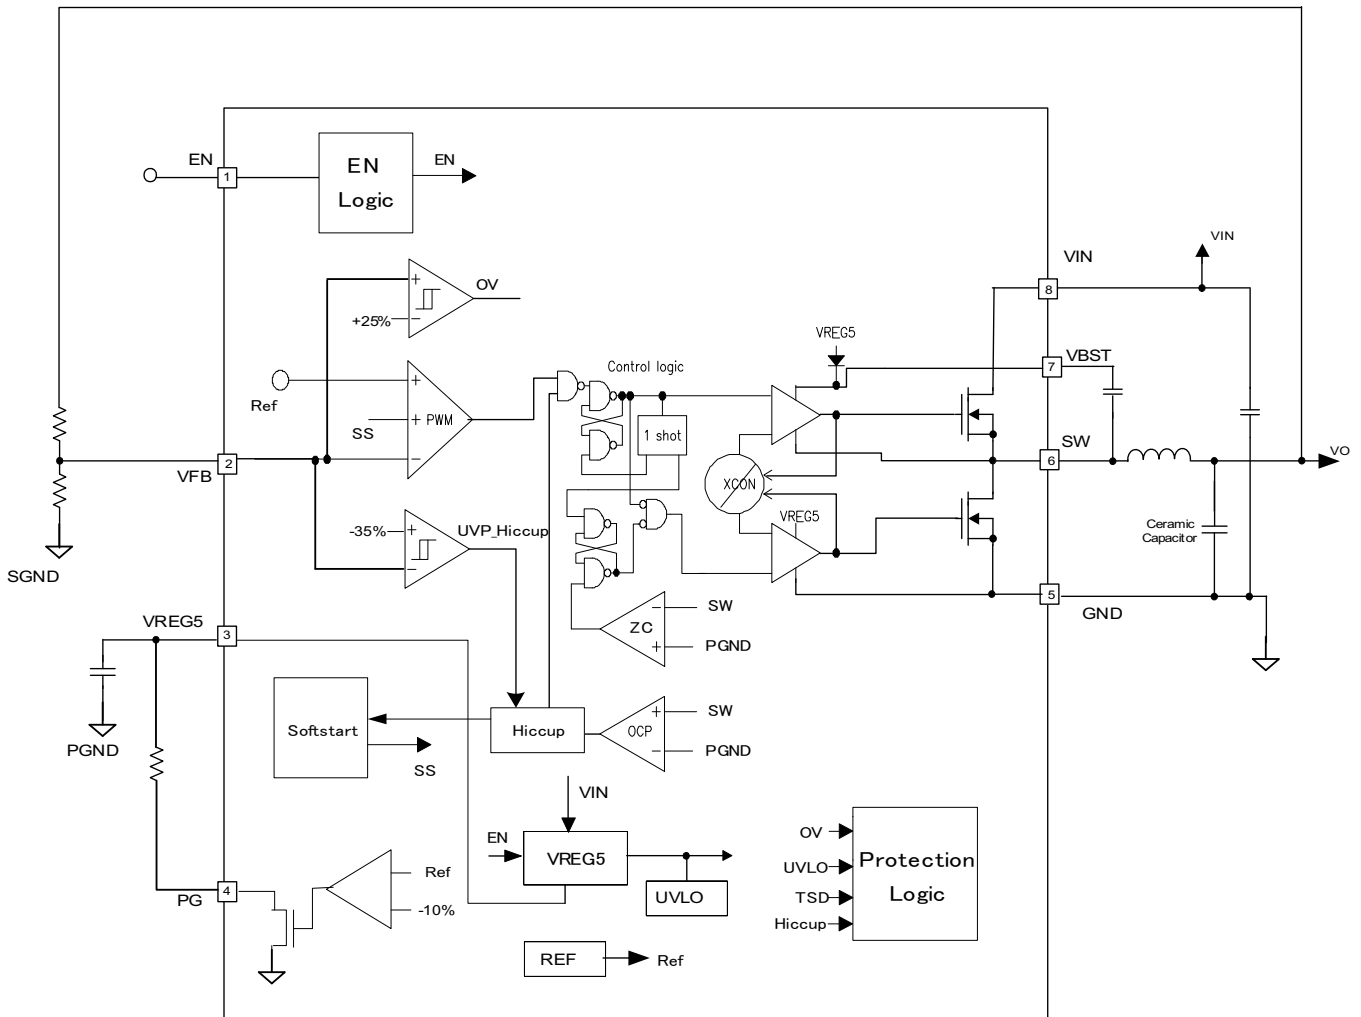 EN
1
EN
Logic
EN
+
OV
+25%
−
VIN
VIN
8
VREG5
VBST
7
Control logic
Ref
+
SS
+
PWM
−
1 shot
XCON
VFB
2
SW
6
VO
-35%
+
−
UVP_Hiccup
VREG5
Ceramic
Capacitor
SGND
GND
5
− SW
ZC
+ PGND
VREG5
3
PGND
Softstart
SS
Hiccup
+ SW
OCP
− PGND
VIN
EN
VREG5
UVLO
PG
4
Ref
-10%
REF
Ref
OV
UVLO
TSD
Hiccup
Protection
Logic